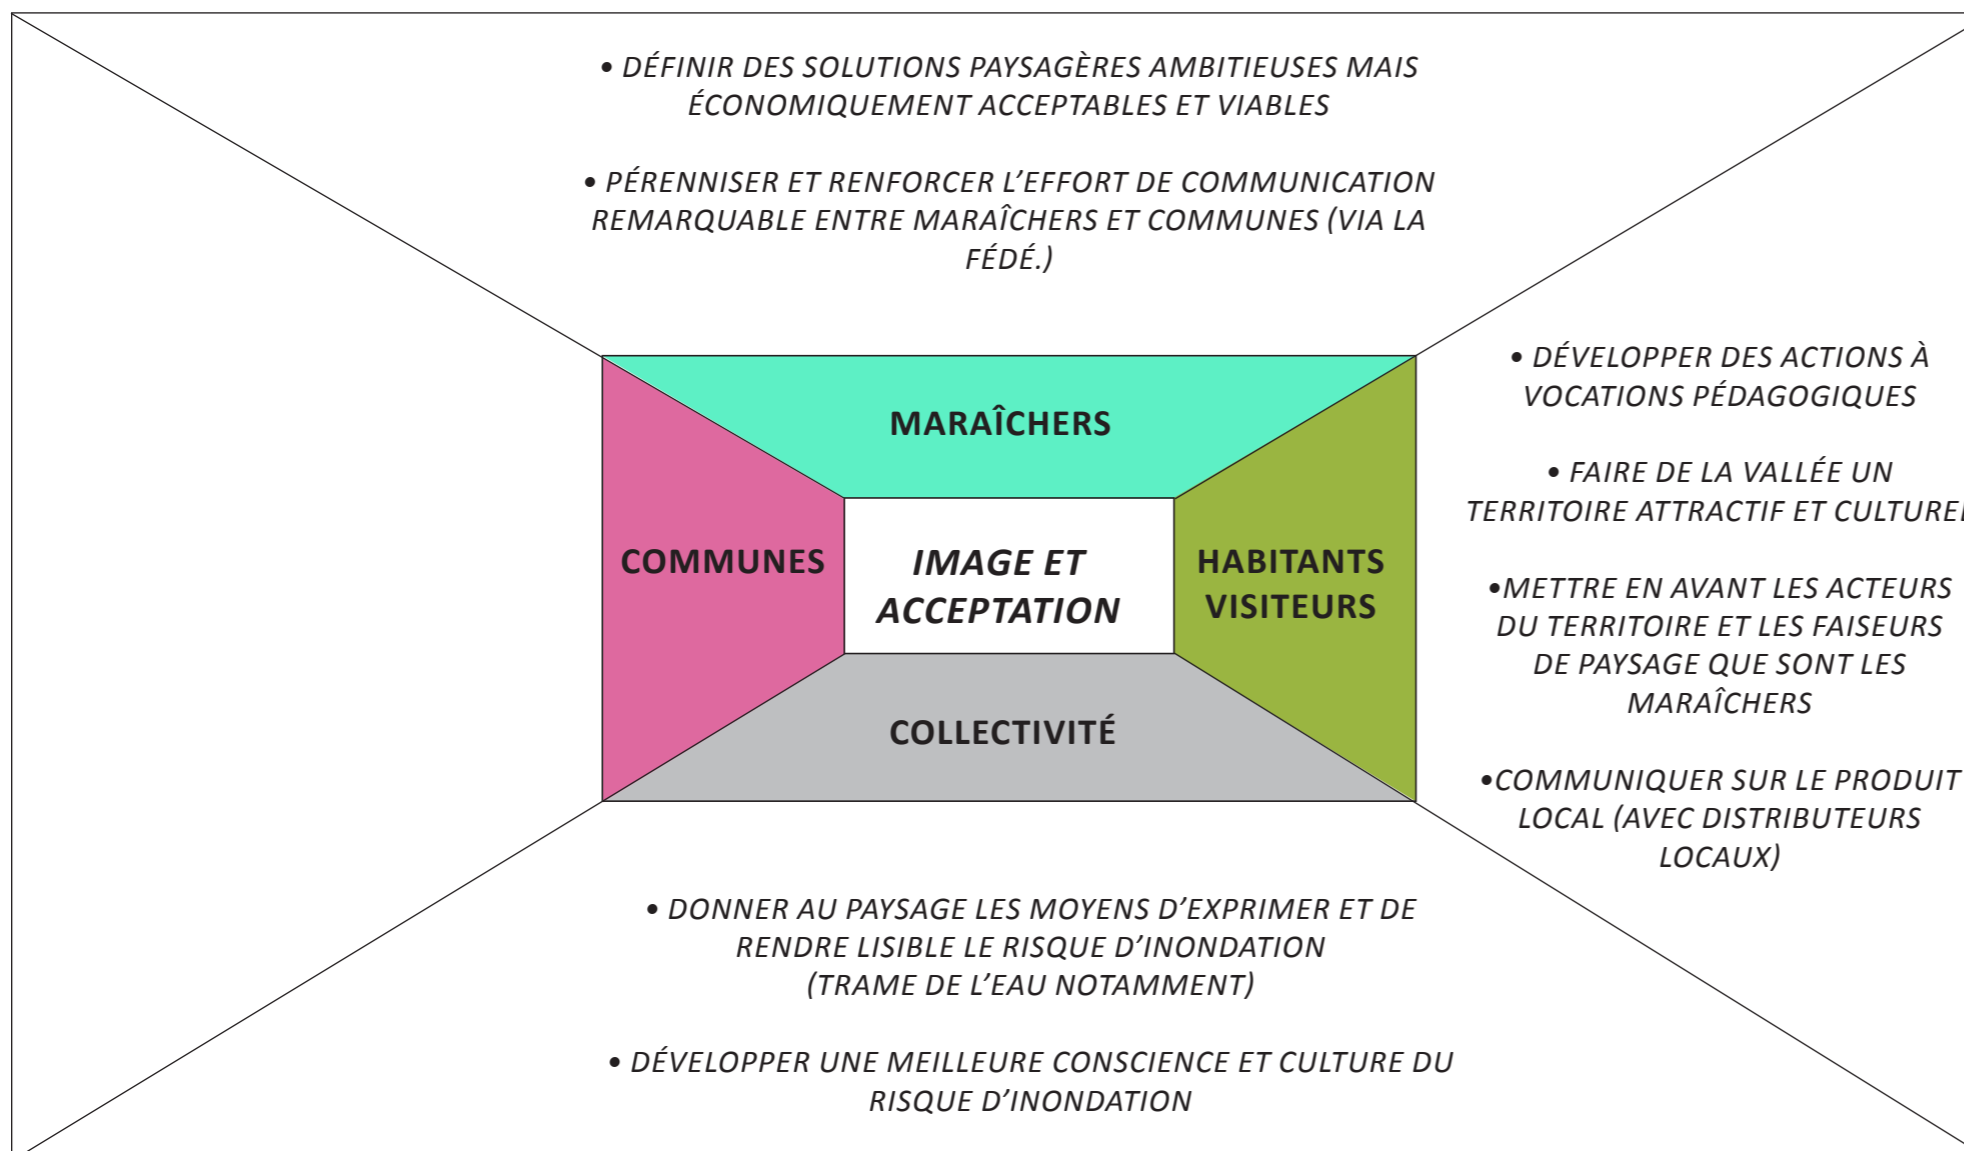 • DÉFINIR DES SOLUTIONS PAYSAGÈRES AMBITIEUSES MAIS
ÉCONOMIQUEMENT ACCEPTABLES ET VIABLES
• PÉRENNISER ET RENFORCER L’EFFORT DE COMMUNICATION
REMARQUABLE ENTRE MARAÎCHERS ET COMMUNES (VIA LA
FÉDÉ.)
MARAÎCHERS
COMMUNES
IMAGE ET
ACCEPTATION
HABITANTS
VISITEURS
COLLECTIVITÉ
• DÉVELOPPER DES ACTIONS À
VOCATIONS PÉDAGOGIQUES
• FAIRE DE LA VALLÉE UN
TERRITOIRE ATTRACTIF ET CULTUREL
•METTRE EN AVANT LES ACTEURS
DU TERRITOIRE ET LES FAISEURS
DE PAYSAGE QUE SONT LES
MARAÎCHERS
•COMMUNIQUER SUR LE PRODUIT
LOCAL (AVEC DISTRIBUTEURS
LOCAUX)
• DONNER AU PAYSAGE LES MOYENS D’EXPRIMER ET DE
RENDRE LISIBLE LE RISQUE D’INONDATION
(TRAME DE L’EAU NOTAMMENT)
• DÉVELOPPER UNE MEILLEURE CONSCIENCE ET CULTURE DU
RISQUE D’INONDATION